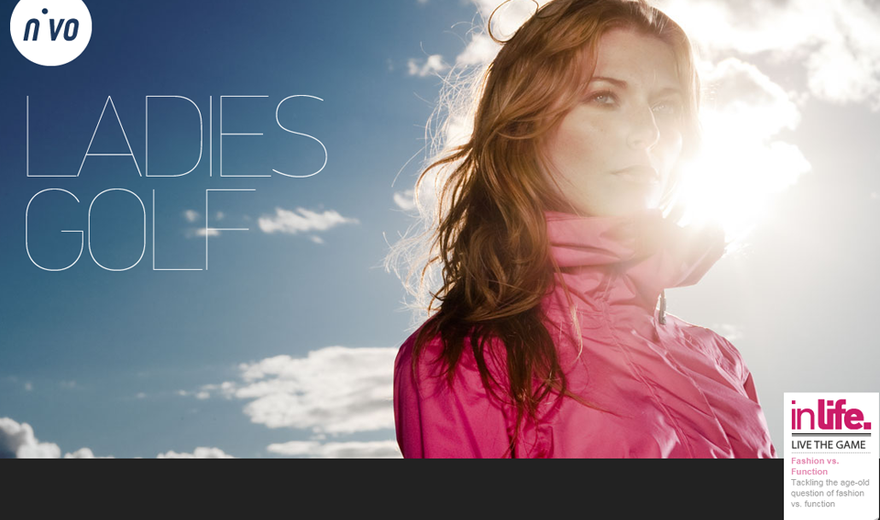 nivo
LADIES
GOLF
inlife.
LIVE THE GAME
Fashion vs.
Function
Tackling the age-old
question of fashion
vs. function